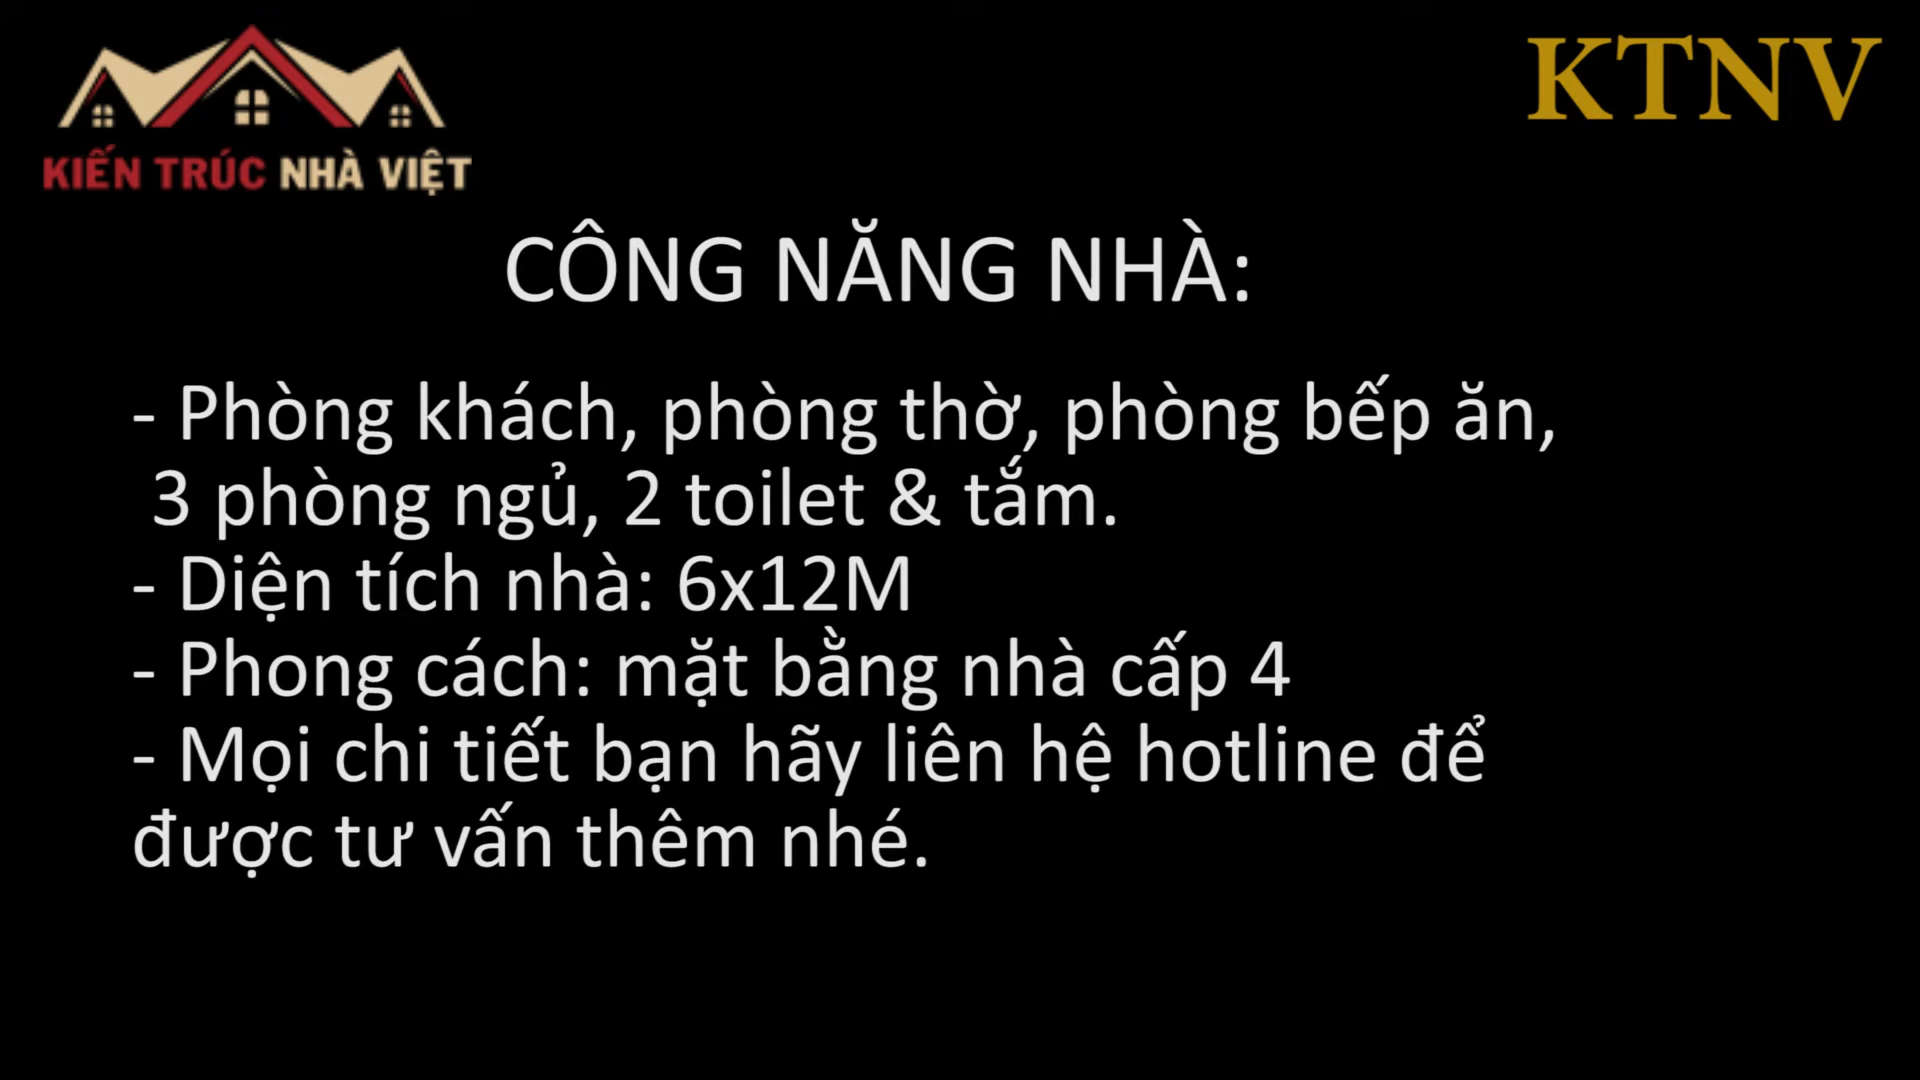 KIẾN TRÚC NHÀ VIỆT
KTNV
CÔNG NĂNG NHÀ:
- Phòng khách, phòng thờ, phòng bếp ăn,
3 phòng ngủ, 2 toilet & tắm.
- Diện tích nhà: 6x12M
- Phong cách: mặt bằng nhà cấp 4
- Mọi chi tiết bạn hãy liên hệ hotline để
được tư vấn thêm nhé.